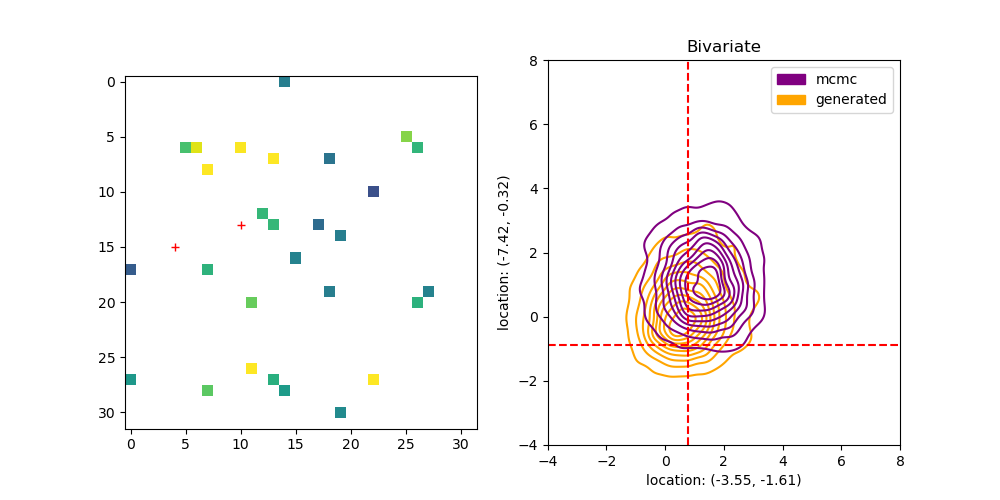 0
5
10
15
20
25
30
0 5 10 15 20 25 30
Bivariate
mcmc
generated
location: (-7.42, -0.32)
8
6
4
2
0
−2
−4
−4 −2 0 2 4 6 8
location: (-3.55, -1.61)